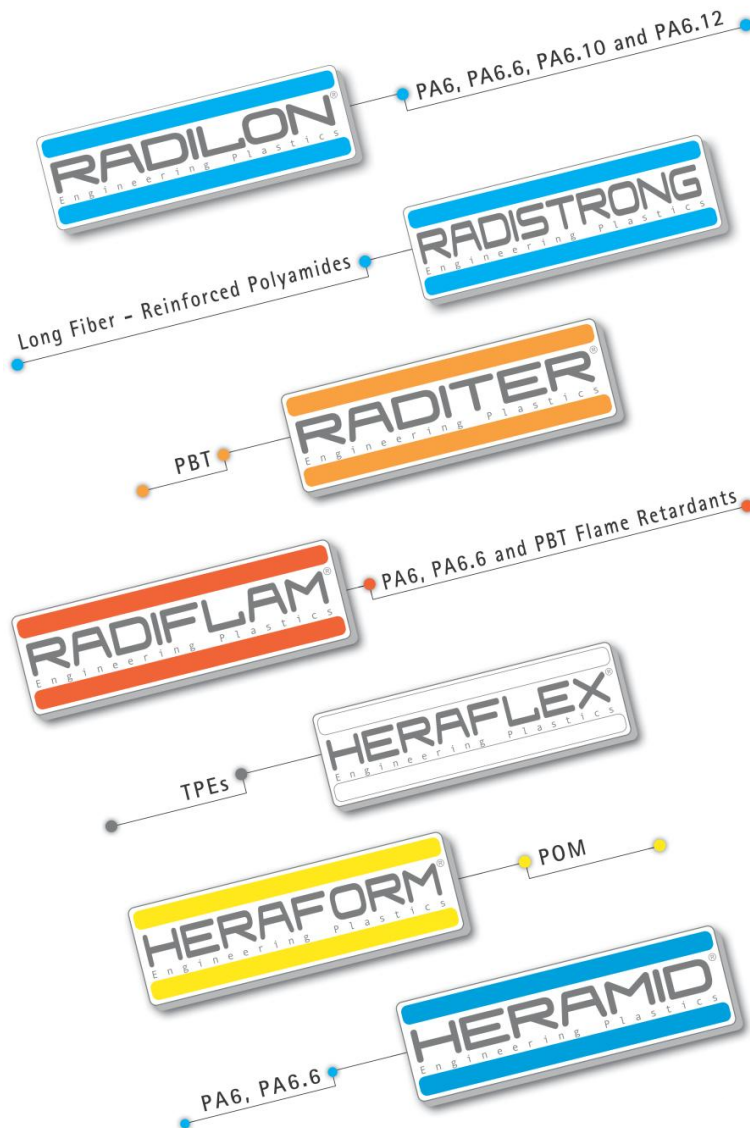 PA6, PA6.6, PA6.10 and PA6.12
RADILON®
Engineering Plastics
RADISTRONG
Engineering Plastics
Long Fiber - Reinforced Polyamides
RADITER®
Engineering Plastics
PBT
PA6, PA6.6 and PBT Flame Retardants
RADIFLAM®
Engineering Plastics
HERAFLEX®
Engineering Plastics
TPEs
POM
HERAFORM®
Engineering Plastics
HERAMID®
Engineering Plastics
PA6, PA6.6